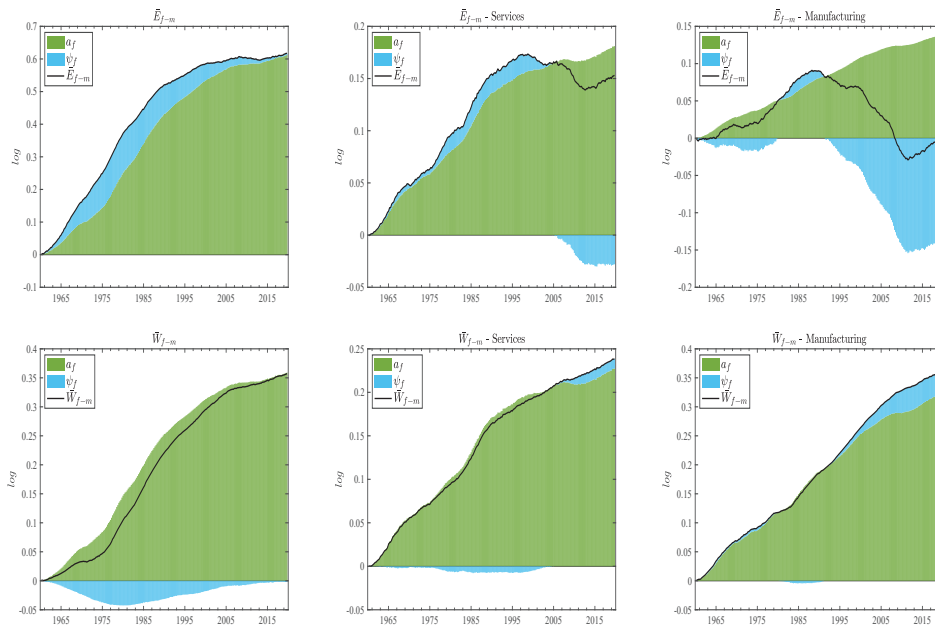 Ē_{f−m}
a_f
ψ_f
Ē_{f−m}
0.7
0.6
0.5
0.4
0.3
0.2
0.1
0
-0.1
log
1965 1975 1985 1995 2005 2015
Ē_{f−m} - Services
a_f
ψ_f
Ē_{f−m}
0.2
0.15
0.1
0.05
0
-0.05
log
1965 1975 1985 1995 2005 2015
Ē_{f−m} - Manufacturing
a_f
ψ_f
Ē_{f−m}
0.15
0.1
0.05
0
-0.05
-0.1
-0.15
-0.2
log
1965 1975 1985 1995 2005 2015
W̄_{f−m}
a_f
ψ_f
W̄_{f−m}
0.4
0.35
0.3
0.25
0.2
0.15
0.1
0.05
0
-0.05
log
1965 1975 1985 1995 2005 2015
W̄_{f−m} - Services
a_f
ψ_f
W̄_{f−m}
0.25
0.2
0.15
0.1
0.05
0
-0.05
log
1965 1975 1985 1995 2005 2015
W̄_{f−m} - Manufacturing
a_f
ψ_f
W̄_{f−m}
0.4
0.35
0.3
0.25
0.2
0.15
0.1
0.05
0
-0.05
log
1965 1975 1985 1995 2005 2015